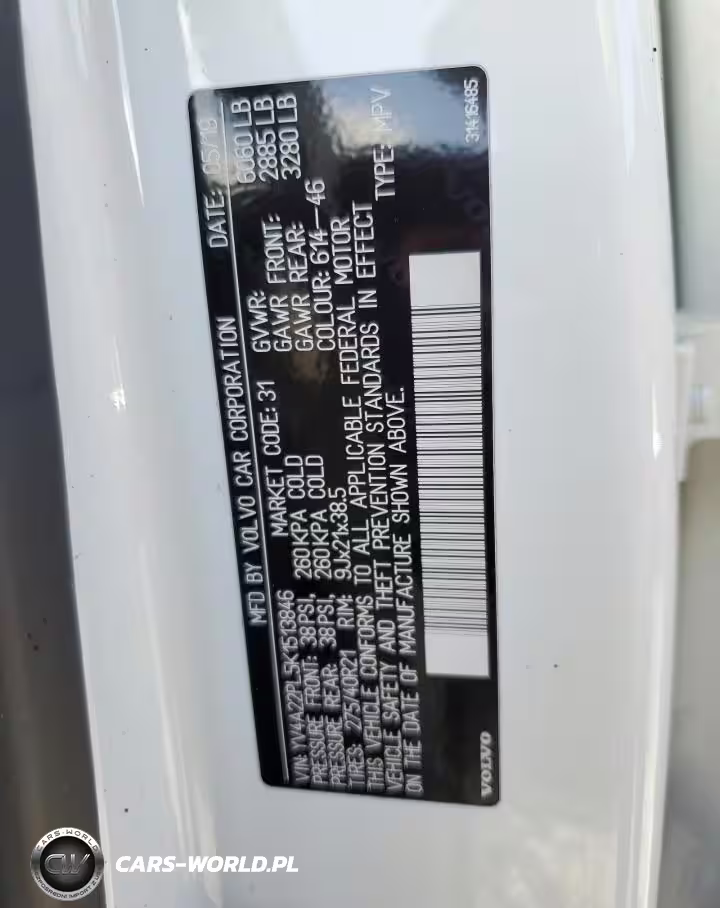 MFD BY VOLVO CAR CORPORATION DATE: 05/18
VIN: YV4A22PL5K1513846 MARKET CODE: 31 GVWR: 6060 LB
PRESSURE FRONT: 38PSI, 260KPA COLD GAWR FRONT: 2885 LB
PRESSURE REAR: 38PSI, 260KPA COLD GAWR REAR: 3280 LB
TIRES: 275/40R21 RIM: 9Jx21x38.5 COLOUR: 614-46
THIS VEHICLE CONFORMS TO ALL APPLICABLE FEDERAL MOTOR
VEHICLE SAFETY AND THEFT PREVENTION STANDARDS IN EFFECT
ON THE DATE OF MANUFACTURE SHOWN ABOVE. TYPE: MPV
VOLVO 31416485
CARS-WORLD
CW
CARS-WORLD.PL